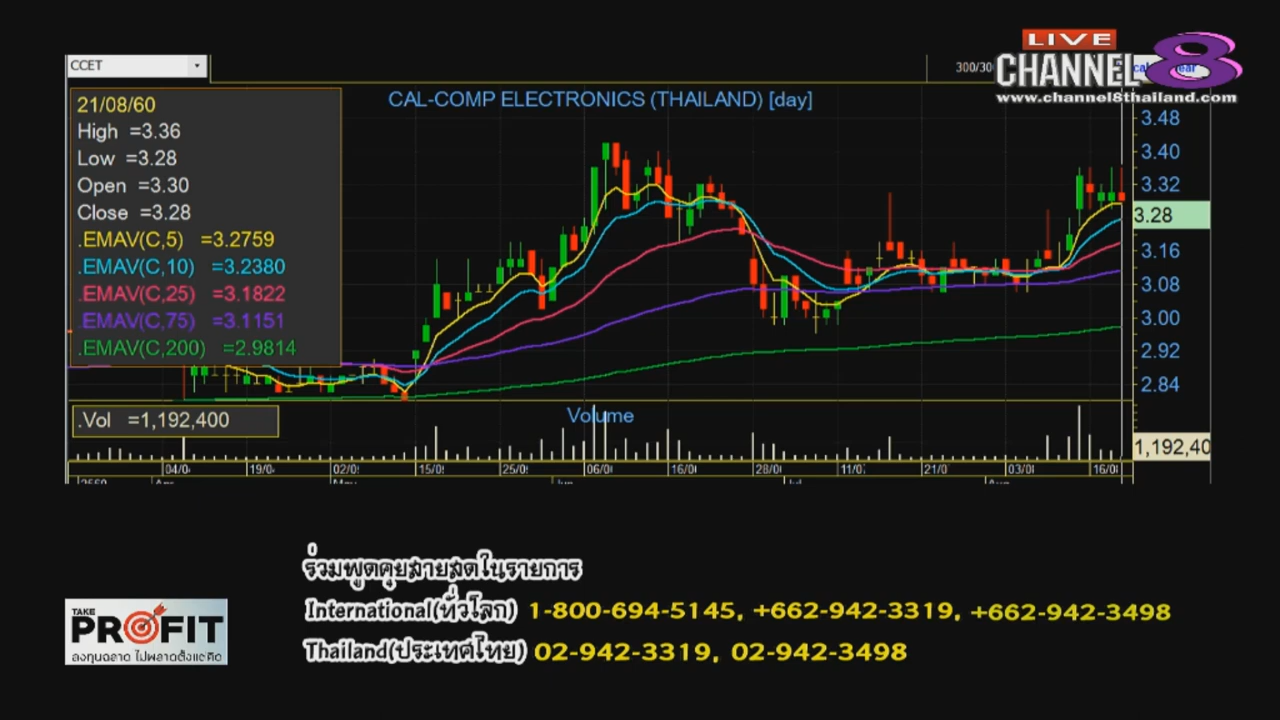 LIVE
CHANNEL 8
www.channel8thailand.com
CCET
300/30
CAL-COMP ELECTRONICS (THAILAND) [day]
21/08/60
High =3.36
Low =3.28
Open =3.30
Close =3.28
.EMAV(C,5) =3.2759
.EMAV(C,10) =3.2380
.EMAV(C,25) =3.1822
.EMAV(C,75) =3.1151
.EMAV(C,200) =2.9814
3.48
3.40
3.32
3.28
3.16
3.08
3.00
2.92
2.84
.Vol =1,192,400
Volume
1,192,40
04/0 19/0 02/0 15/0 25/0 06/0 16/0 28/0 11/0 21/0 03/0 16/0
2560 Apr May Jun Jul Aug
ร่วมพูดคุยสายสดในรายการ
International(ทั่วโลก) 1-800-694-5145, +662-942-3319, +662-942-3498
Thailand(ประเทศไทย) 02-942-3319, 02-942-3498
TAKE
PROFIT
ลงทุนฉลาด ไม่พลาดตั้งแต่คิด